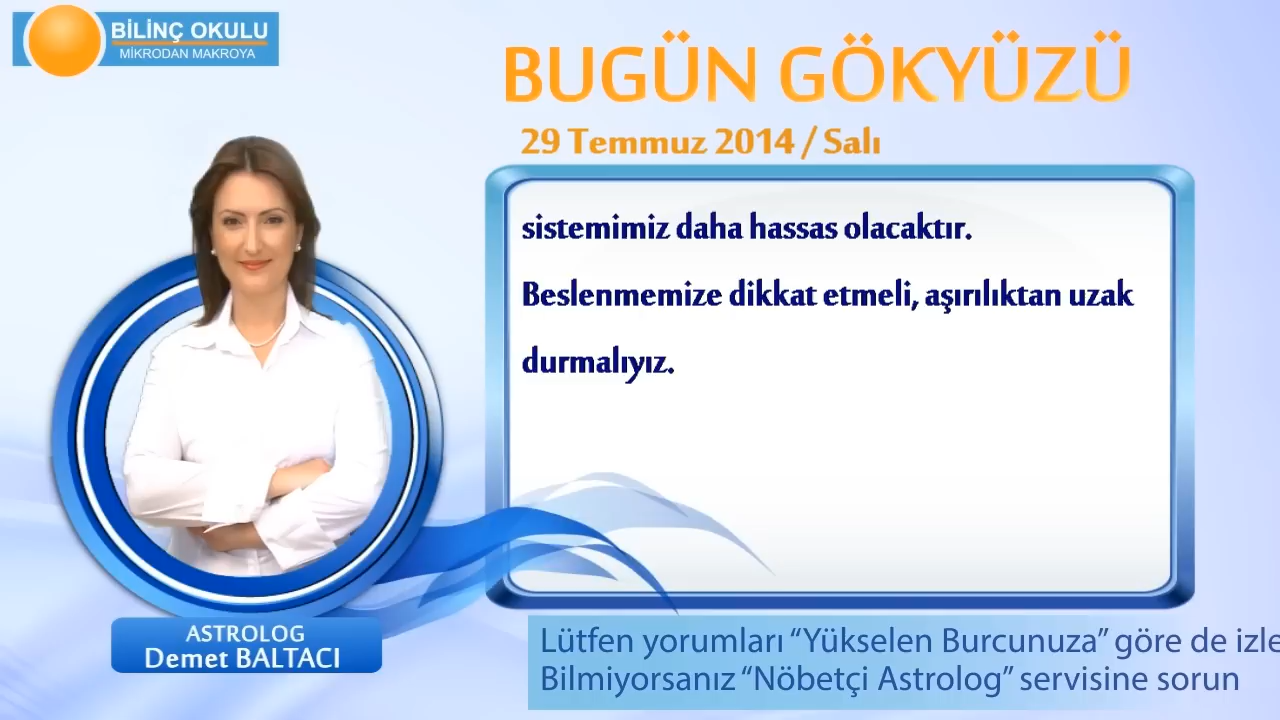 BİLİNÇ OKULU
MİKRODAN MAKROYA
BUGÜN GÖKYÜZÜ
29 Temmuz 2014 / Salı
sistemimiz daha hassas olacaktır.
Beslenmemize dikkat etmeli, aşırılıktan uzak
durmalıyız.
ASTROLOG
Demet BALTACI
Lütfen yorumları “Yükselen Burcunuza” göre de izle
Bilmiyorsanız “Nöbetçi Astrolog” servisine sorun